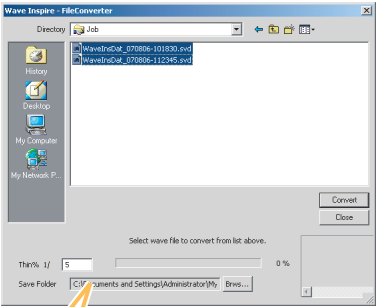 Wave Inspire - FileConverter
Directory
Job
History
Desktop
My Computer
My Network P...
WaveInsDat_070806-101830.svd
WaveInsDat_070806-112345.svd
Convert
Close
Select wave file to convert from list above.
Thin% 1/ 5
0 %
Save Folder
and Settings\Administrator\My
Brws...